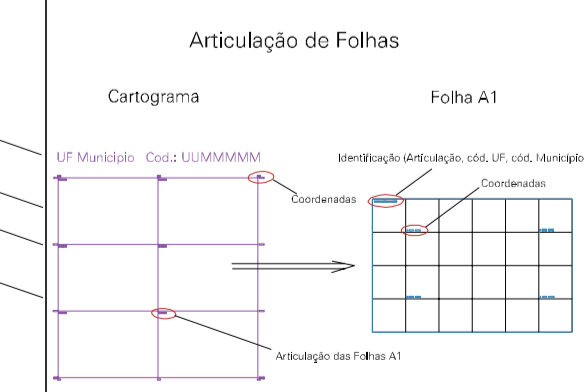 Articulação de Folhas
Cartograma
Folha A1
UF Municipio Cod.: UUMMMMM
Identificação (Articulação, cód. UF, cód. Município
Coordenadas
Coordenadas
Articulação das Folhas A1